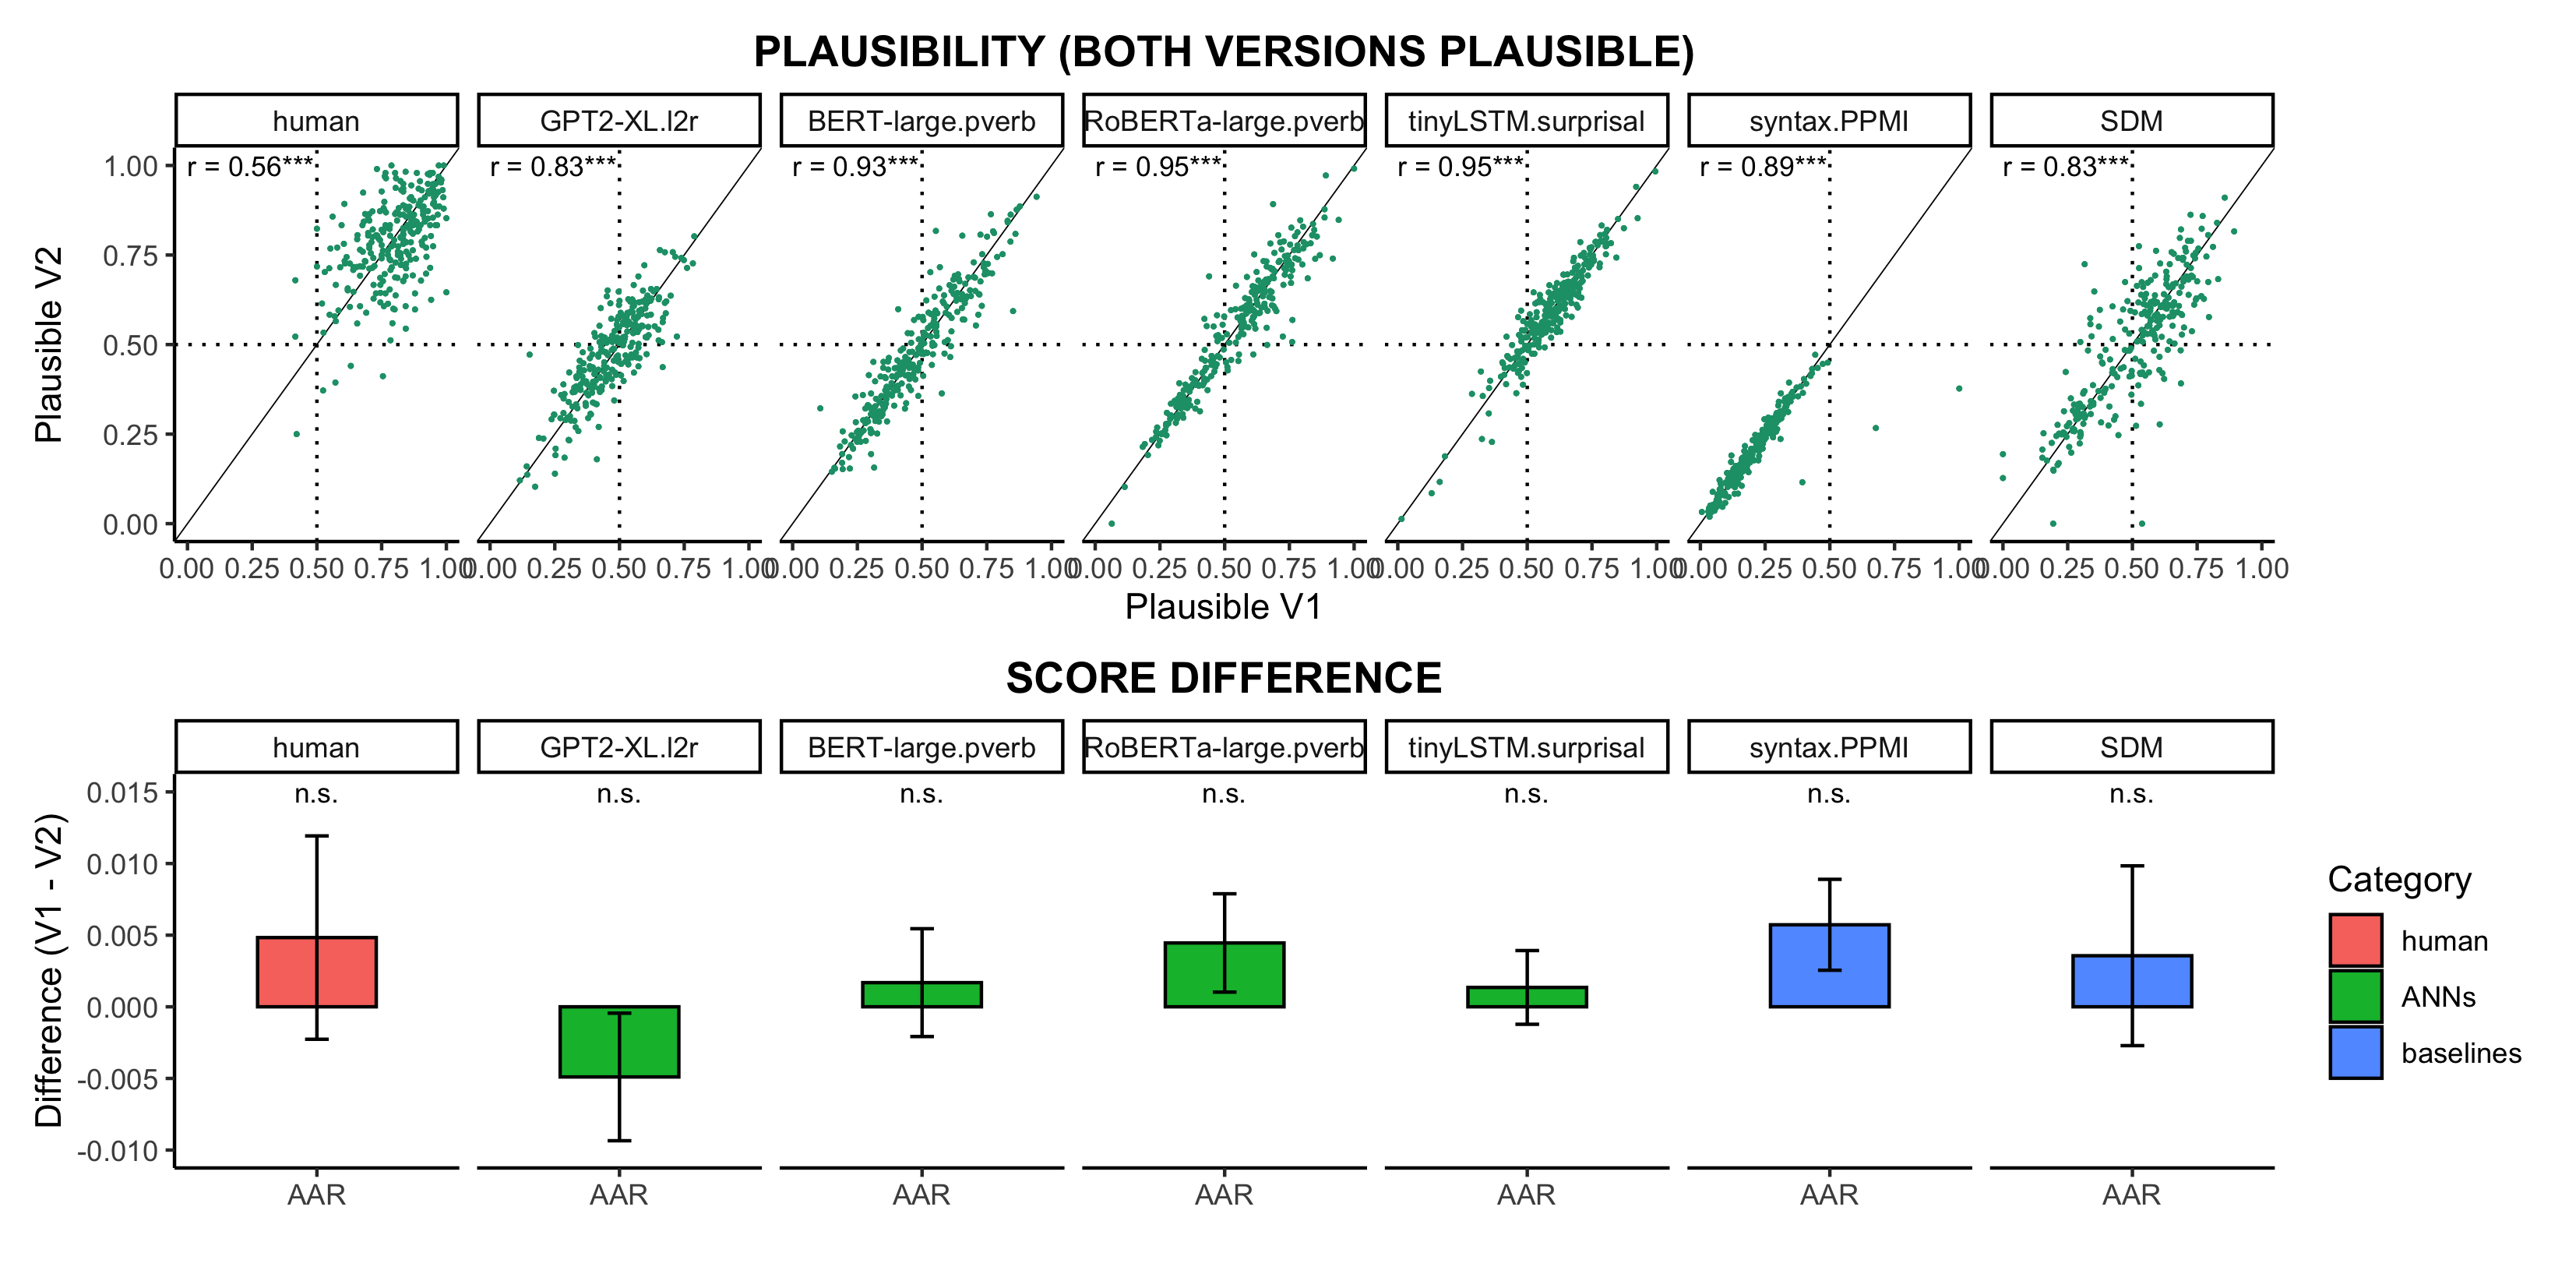 PLAUSIBILITY (BOTH VERSIONS PLAUSIBLE)
human GPT2-XL.l2r BERT-large.pverb RoBERTa-large.pverb tinyLSTM.surprisal syntax.PPMI SDM
r = 0.56*** r = 0.83*** r = 0.93*** r = 0.95*** r = 0.95*** r = 0.89*** r = 0.83***
Plausible V2
1.00
0.75
0.50
0.25
0.00
0.00 0.25 0.50 0.75 1.00 0.00 0.25 0.50 0.75 1.00 0.00 0.25 0.50 0.75 1.00 0.00 0.25 0.50 0.75 1.00 0.00 0.25 0.50 0.75 1.00 0.00 0.25 0.50 0.75 1.00 0.00 0.25 0.50 0.75 1.00
Plausible V1
SCORE DIFFERENCE
human GPT2-XL.l2r BERT-large.pverb RoBERTa-large.pverb tinyLSTM.surprisal syntax.PPMI SDM
n.s. n.s. n.s. n.s. n.s. n.s. n.s.
Difference (V1 - V2)
0.015
0.010
0.005
0.000
-0.005
-0.010
AAR AAR AAR AAR AAR AAR AAR
Category
human
ANNs
baselines